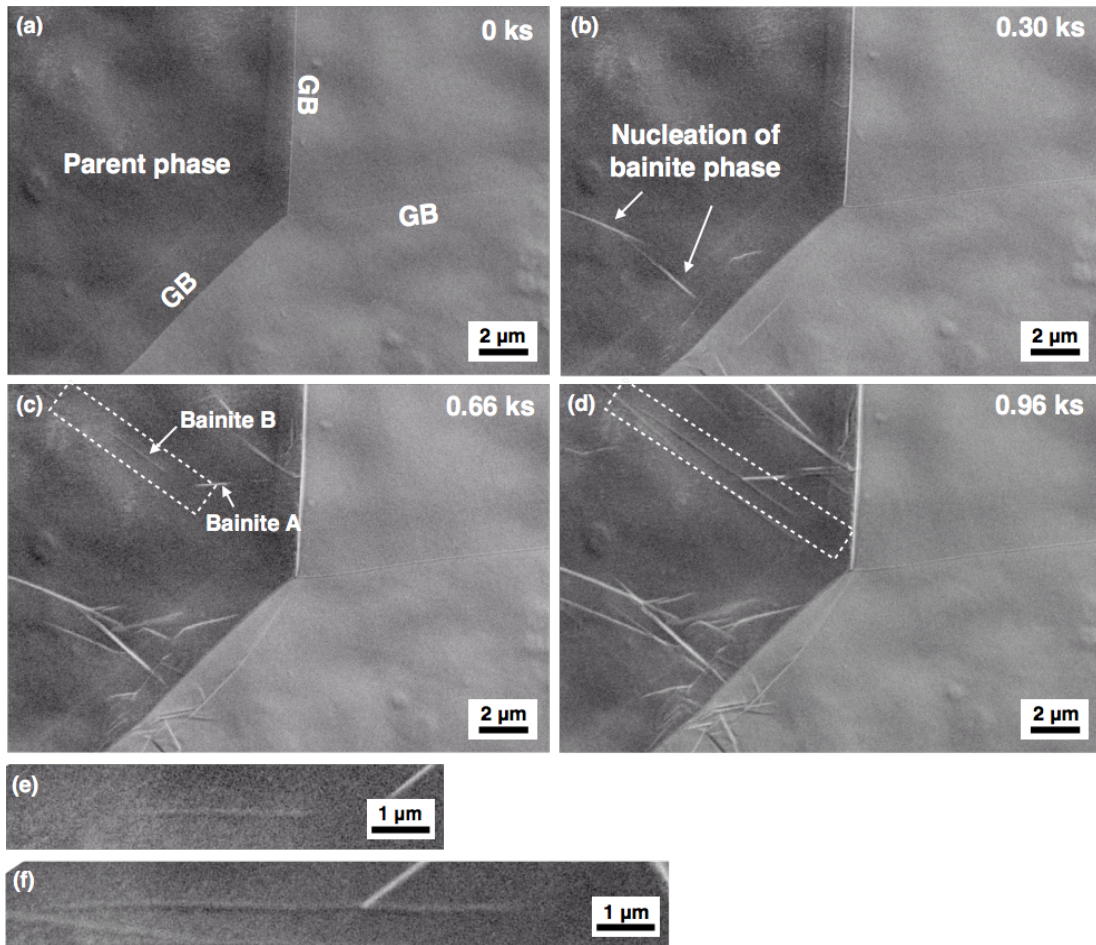 (a)
0 ks
GB
Parent phase
GB
GB
2 µm
(b)
0.30 ks
Nucleation of
bainite phase
2 µm
(c)
0.66 ks
Bainite B
Bainite A
2 µm
(d)
0.96 ks
2 µm
(e)
1 µm
(f)
1 µm